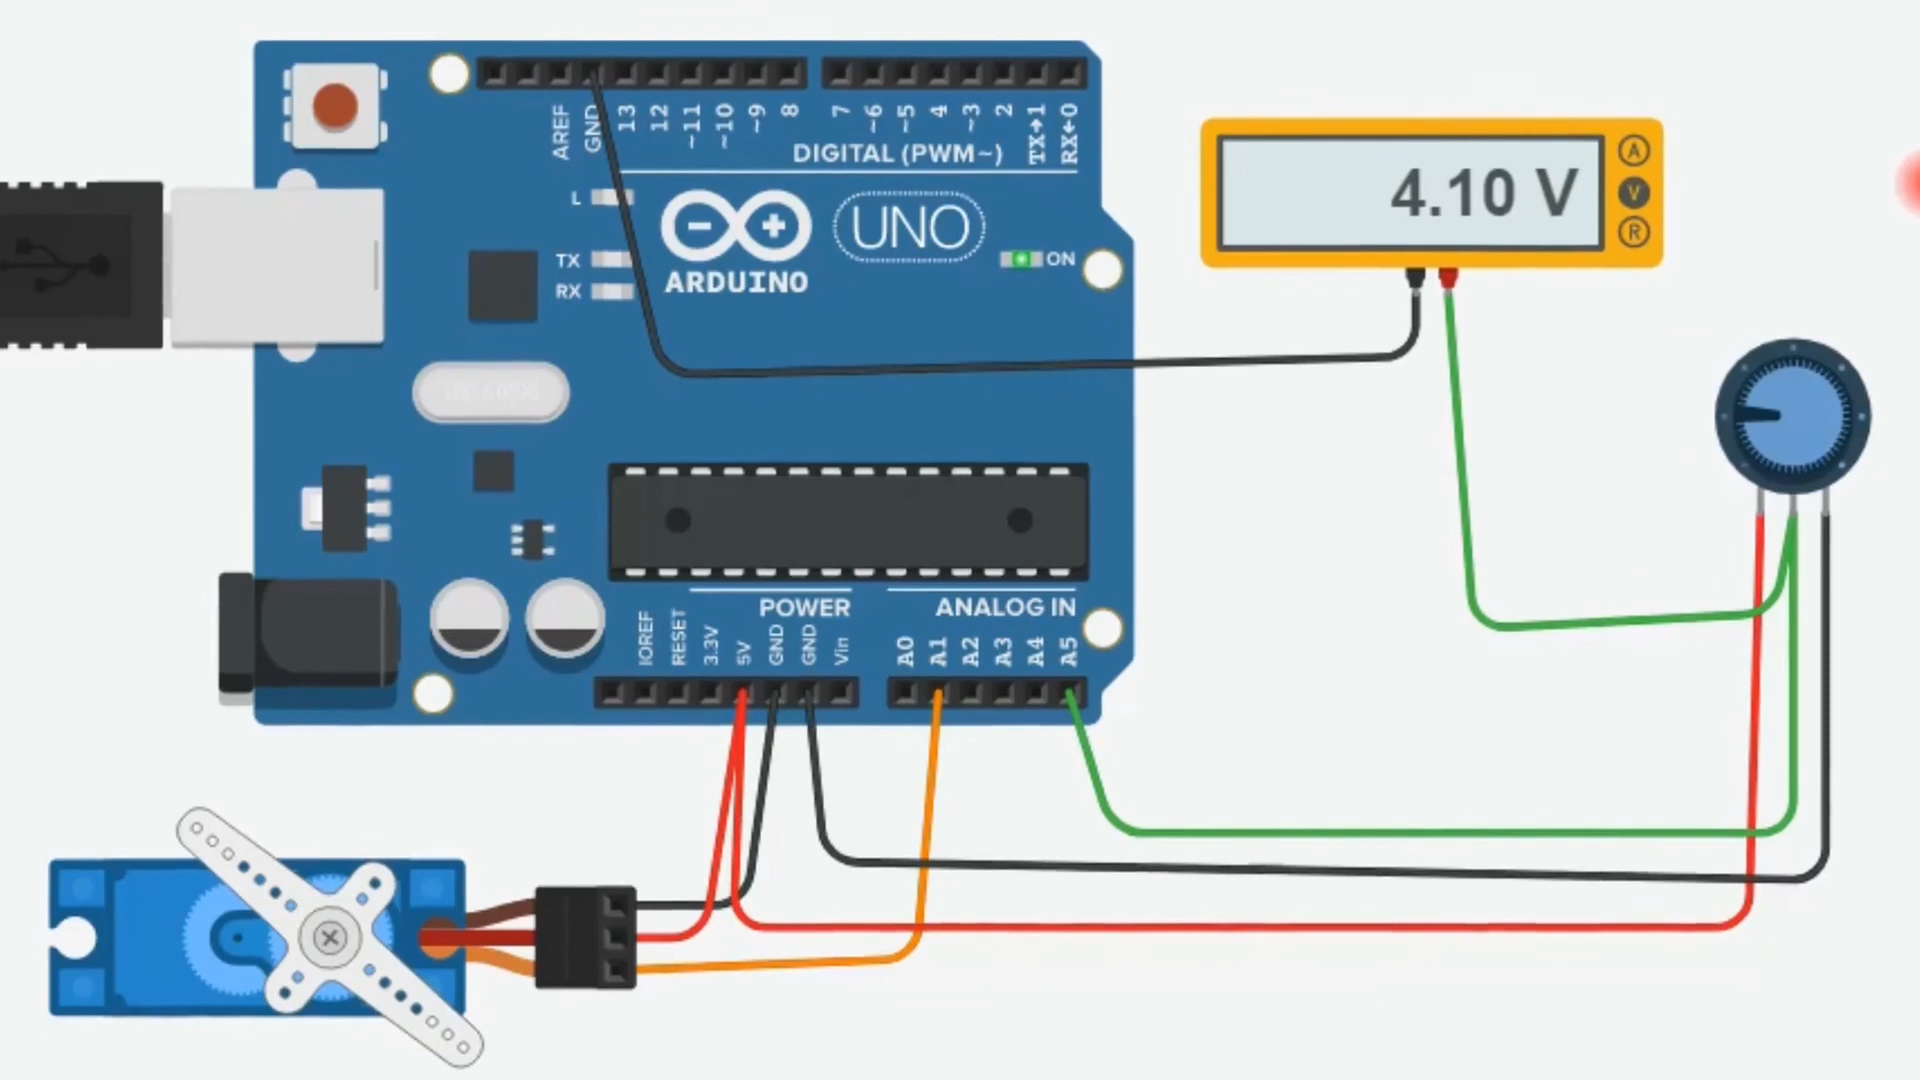 AREF
GND
13
12
~11
~10
~9
8
7
~6
~5
4
~3
2
TX→1
RX←0
DIGITAL (PWM~)
L
TX
RX
ARDUINO
UNO
ON
4.10 V
A
V
R
POWER
ANALOG IN
IOREF
RESET
3.3V
5V
GND
GND
Vin
A0
A1
A2
A3
A4
A5